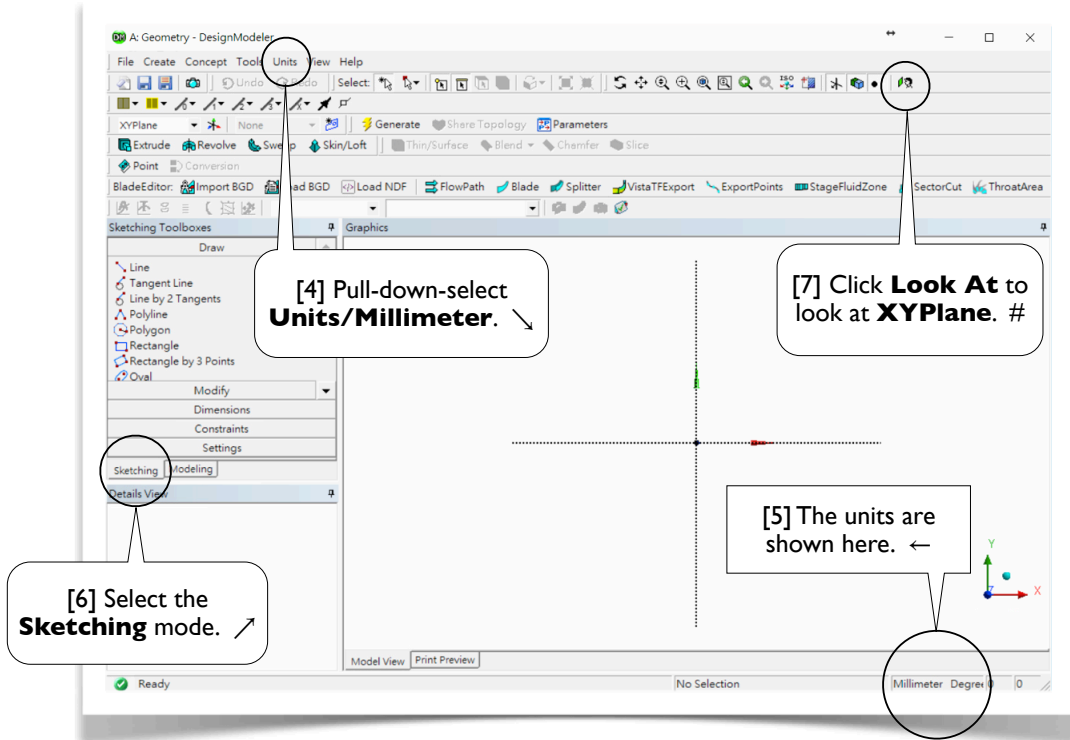 A: Geometry - DesignModeler
File Create Concept Tools Units View Help
Undo Redo Select:
XYPlane None Generate Share Topology Parameters
Extrude Revolve Sweep Skin/Loft Thin/Surface Blend Chamfer Slice
Point Conversion
BladeEditor: Import BGD Load BGD Load NDF FlowPath Blade Splitter VistaTFExport ExportPoints StageFluidZone SectorCut ThroatArea
Sketching Toolboxes Graphics
Draw
Line
Tangent Line
Line by 2 Tangents
Polyline
Polygon
Rectangle
Rectangle by 3 Points
Oval
Modify
Dimensions
Constraints
Settings
Sketching Modeling
Details View
[4] Pull-down-select
Units/Millimeter. ↘
[7] Click Look At to
look at XYPlane. #
[5] The units are
shown here. ←
[6] Select the
Sketching mode. ↗
Y
Z X
Model View Print Preview
Ready No Selection Millimeter Degree 0 0